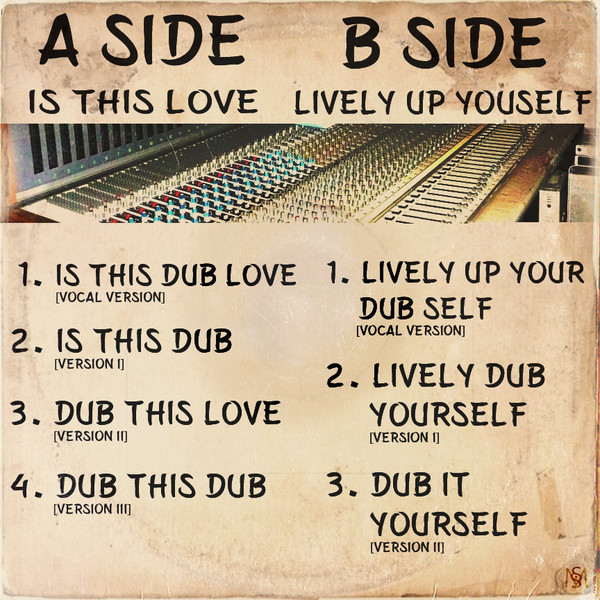 A SIDE
IS THIS LOVE
1. IS THIS DUB LOVE
[VOCAL VERSION]
2. IS THIS DUB
[VERSION I]
3. DUB THIS LOVE
[VERSION II]
4. DUB THIS DUB
[VERSION III]
B SIDE
LIVELY UP YOUSELF
1. LIVELY UP YOUR
DUB SELF
[VOCAL VERSION]
2. LIVELY DUB
YOURSELF
[VERSION I]
3. DUB IT
YOURSELF
[VERSION II]